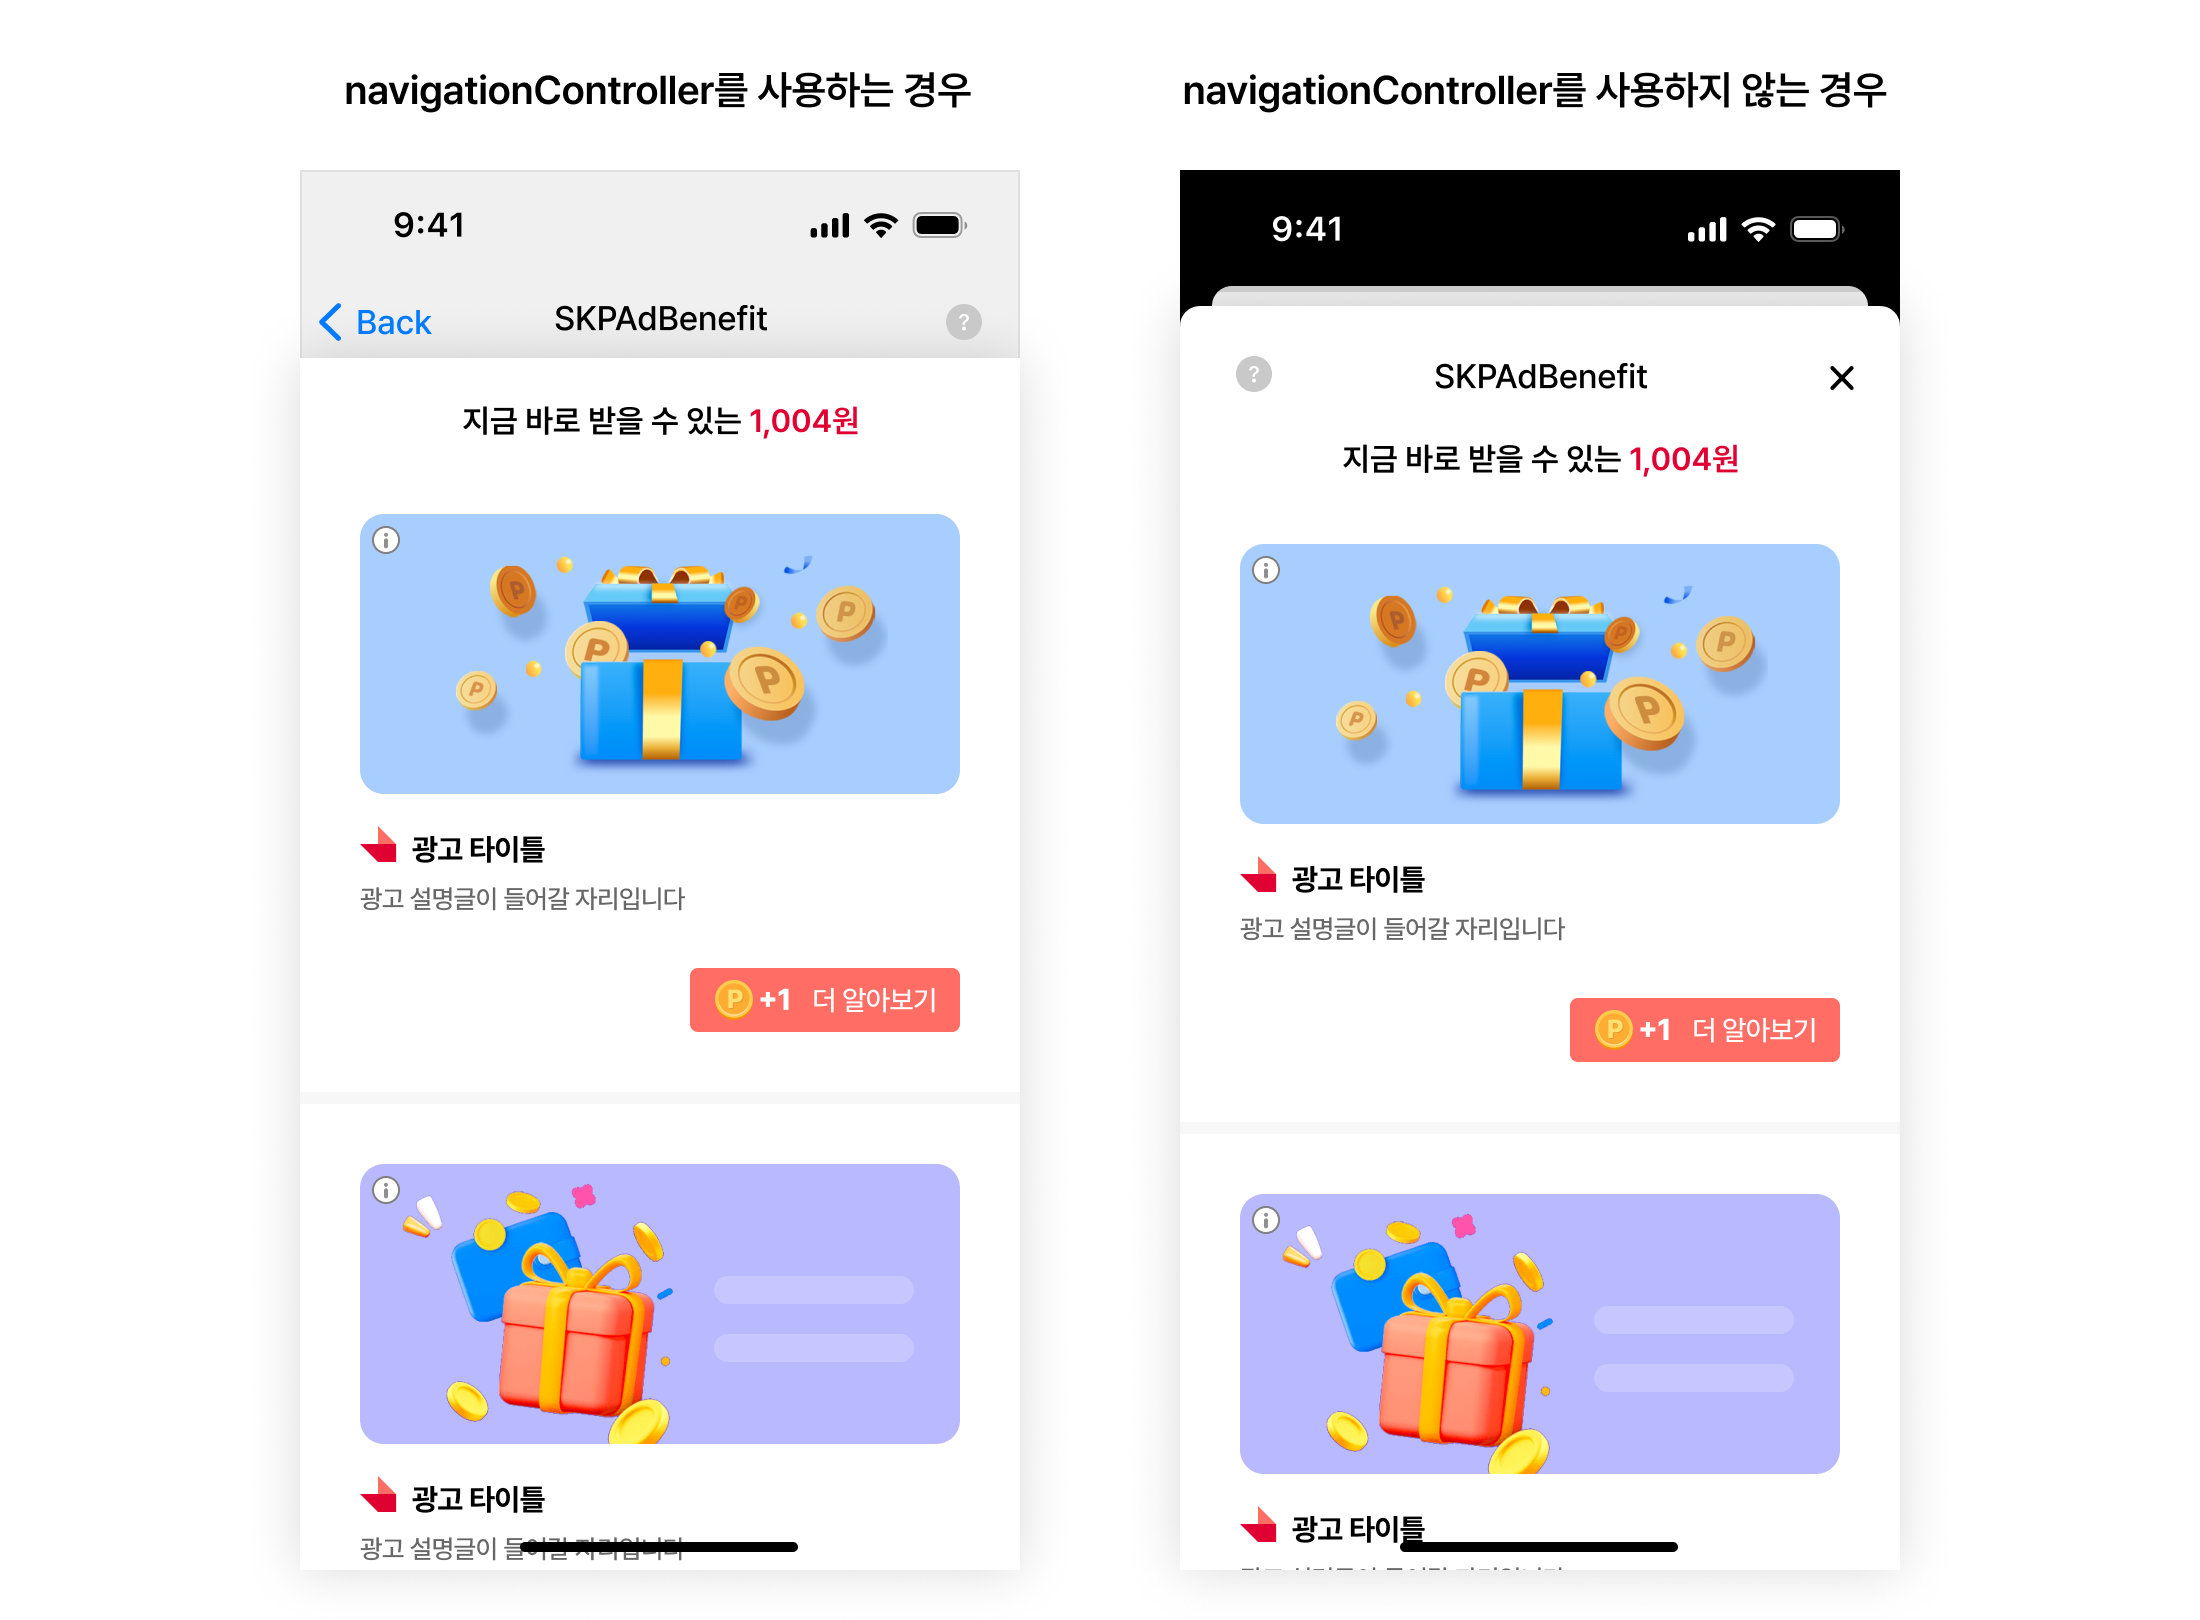 navigationController를 사용하는 경우
9:41
Back
SKPAdBenefit
?
지금 바로 받을 수 있는 1,004원
광고 타이틀
광고 설명글이 들어갈 자리입니다
P +1 더 알아보기
광고 타이틀
광고 설명글이 들어갈 자리입니다
navigationController를 사용하지 않는 경우
9:41
?
SKPAdBenefit
지금 바로 받을 수 있는 1,004원
광고 타이틀
광고 설명글이 들어갈 자리입니다
P +1 더 알아보기
광고 타이틀